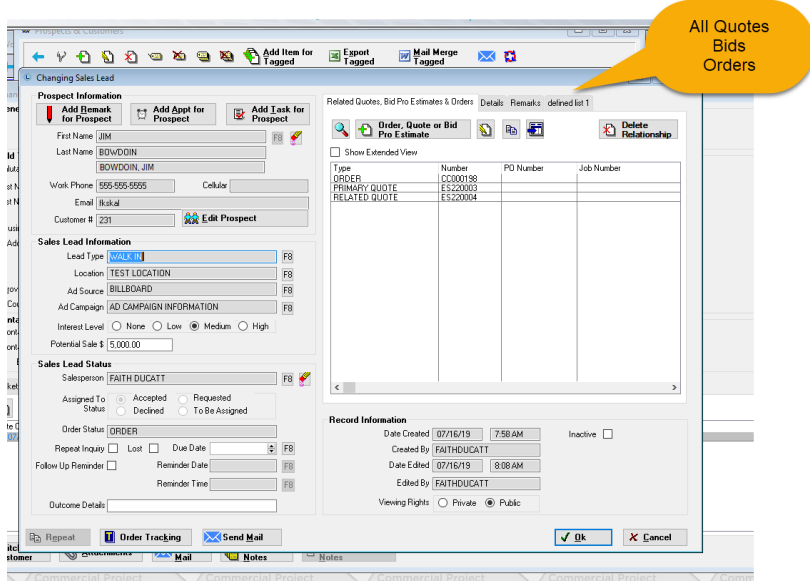 Prospects & Customers
All Quotes
Bids
Orders
Add Item for
Tagged
Export
Tagged
Mail Merge
Tagged
Changing Sales Lead
Prospect Information
Add Remark
for Prospect
Add Appt for
Prospect
Add Task for
Prospect
First Name JIM F8
Last Name BOWDOIN
BOWDOIN, JIM
Work Phone 555-555-5555 Cellular
Email fkskal
Customer # 231 Edit Prospect
Sales Lead Information
Lead Type WALK IN F8
Location TEST LOCATION F8
Ad Source BILLBOARD F8
Ad Campaign AD CAMPAIGN INFORMATION F8
Interest Level None Low Medium High
Potential Sale $ 5,000.00
Sales Lead Status
Salesperson FAITH DUCATT F8
Assigned To
Status
Accepted Requested
Declined To Be Assigned
Order Status ORDER
Repeat Inquiry Lost Due Date F8
Follow Up Reminder Reminder Date F8
Reminder Time F8
Outcome Details
Related Quotes, Bid Pro Estimates & Orders Details Remarks defined list 1
Order, Quote or Bid
Pro Estimate
Delete
Relationship
Show Extended View
Type Number PO Number Job Number
ORDER CC000198
PRIMARY QUOTE ES220003
RELATED QUOTE ES220004
Record Information
Date Created 07/16/19 7:58 AM Inactive
Created By FAITHDUCATT
Date Edited 07/16/19 8:08 AM
Edited By FAITHDUCATT
Viewing Rights Private Public
Repeat Order Tracking Send Mail Ok Cancel
Attachments Mail Notes Notes
Commercial Project Commercial Project Commercial Project Commercial Project